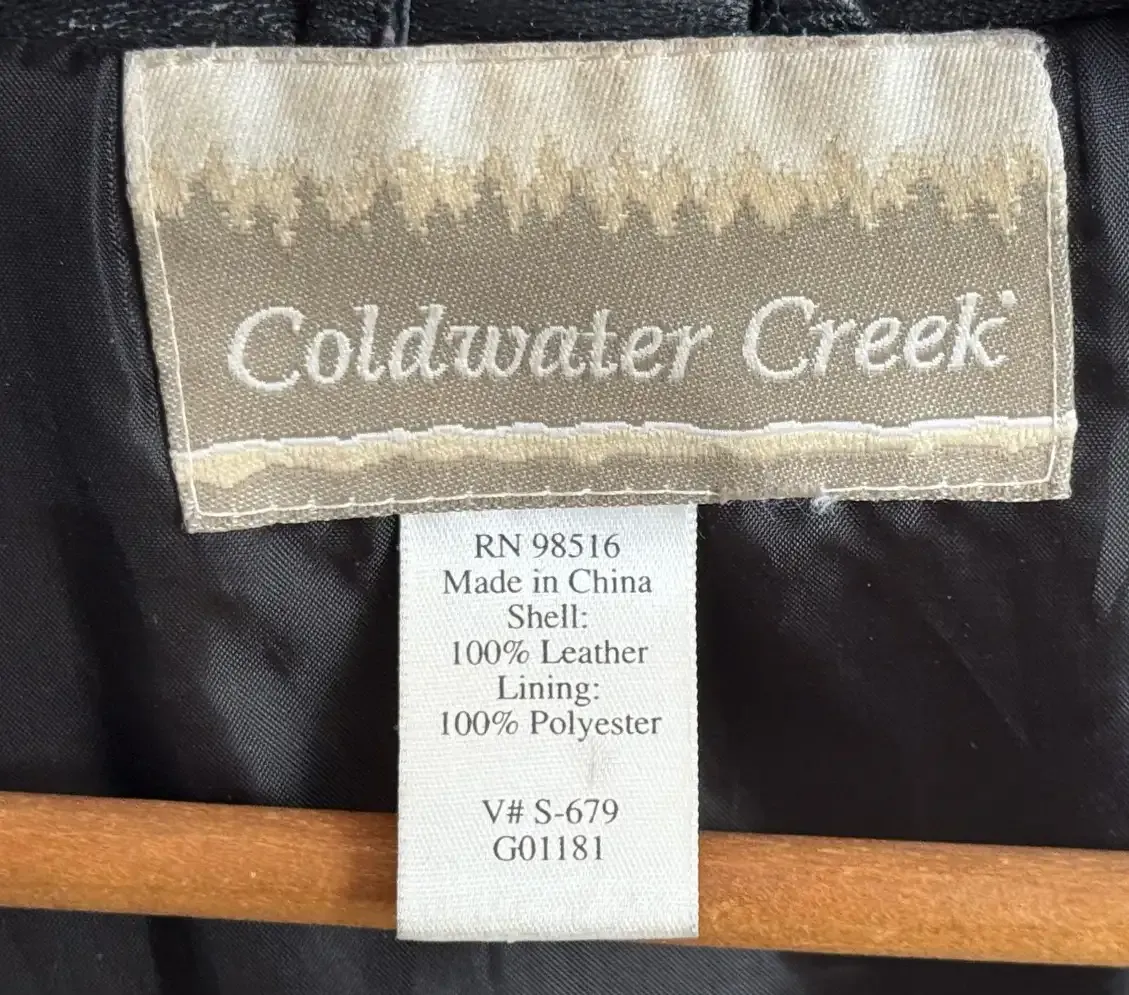 Coldwater Creek
RN 98516
Made in China
Shell:
100% Leather
Lining:
100% Polyester
V# S-679
G01181